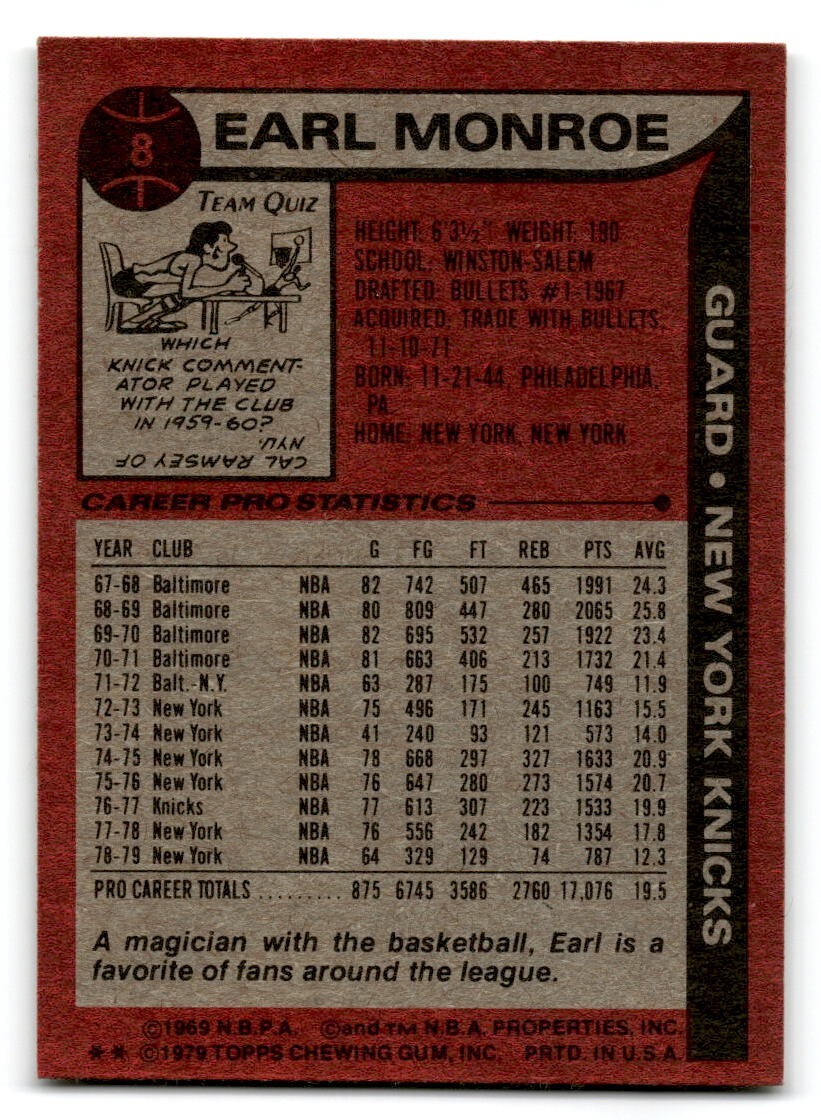 8
EARL MONROE
TEAM QUIZ
WHICH
KNICK COMMENT-
ATOR PLAYED
WITH THE CLUB
IN 1959-60?
CAL RAMSEY OF
NYU.
HEIGHT: 6'3½" WEIGHT: 190
SCHOOL: WINSTON-SALEM
DRAFTED: BULLETS #1-1967
ACQUIRED: TRADE WITH BULLETS,
11-10-71
BORN: 11-21-44, PHILADELPHIA,
PA.
HOME: NEW YORK, NEW YORK
GUARD • NEW YORK KNICKS
CAREER PRO STATISTICS
YEAR CLUB G FG FT REB PTS AVG
67-68 Baltimore NBA 82 742 507 465 1991 24.3
68-69 Baltimore NBA 80 809 447 280 2065 25.8
69-70 Baltimore NBA 82 695 532 257 1922 23.4
70-71 Baltimore NBA 81 663 406 213 1732 21.4
71-72 Balt.-N.Y. NBA 63 287 175 100 749 11.9
72-73 New York NBA 75 496 171 245 1163 15.5
73-74 New York NBA 41 240 93 121 573 14.0
74-75 New York NBA 78 668 297 327 1633 20.9
75-76 New York NBA 76 647 280 273 1574 20.7
76-77 Knicks NBA 77 613 307 223 1533 19.9
77-78 New York NBA 76 556 242 182 1354 17.8
78-79 New York NBA 64 329 129 74 787 12.3
PRO CAREER TOTALS ......... 875 6745 3586 2760 17,076 19.5
A magician with the basketball, Earl is a
favorite of fans around the league.
©1969 N.B.P.A. ©and TM N.B.A. PROPERTIES, INC.
** ©1979 TOPPS CHEWING GUM, INC. PRTD. IN U.S.A.